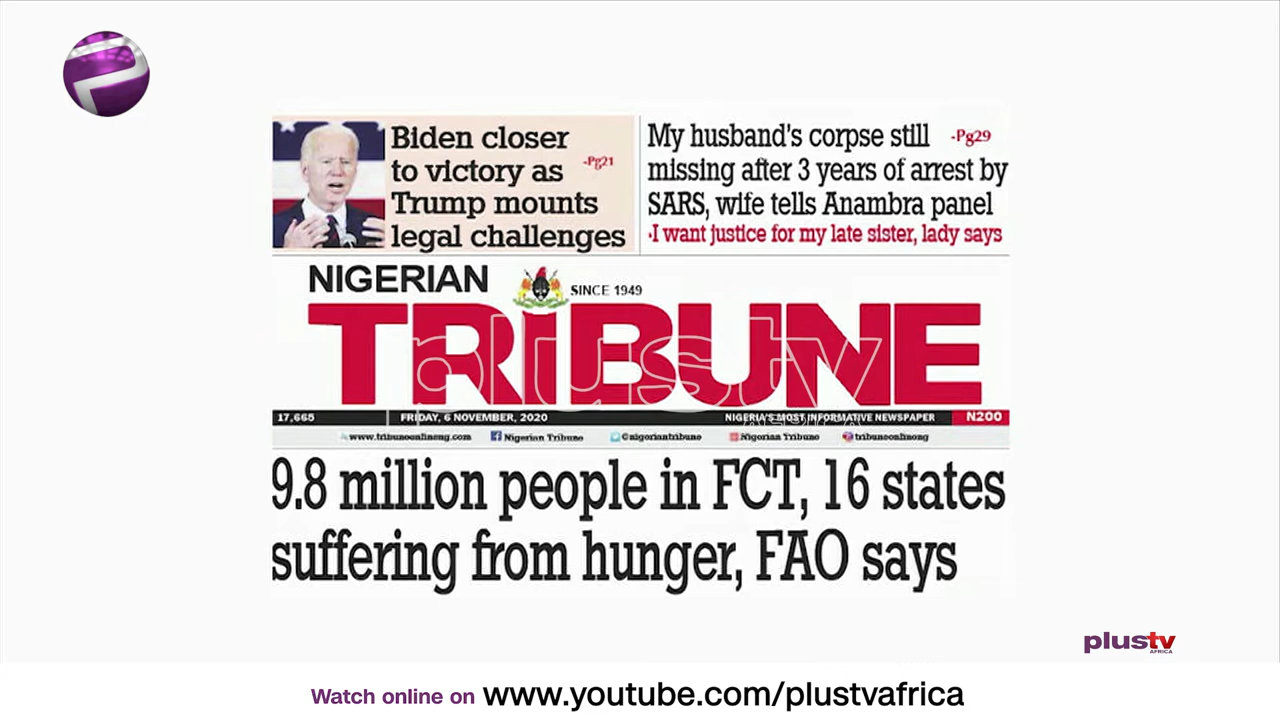 Biden closer
to victory as -Pg21
Trump mounts
legal challenges
My husband's corpse still -Pg29
missing after 3 years of arrest by
SARS, wife tells Anambra panel
•I want justice for my late sister, lady says
NIGERIAN
SINCE 1949
TRIBUNE
plustv
AFRICA
17,665 FRIDAY, 6 NOVEMBER, 2020 NIGERIA'S MOST INFORMATIVE NEWSPAPER N200
www.tribuneonlineng.com Nigerian Tribune @nigeriantribune Nigerian Tribune tribuneonlineng
9.8 million people in FCT, 16 states
suffering from hunger, FAO says
plustv
AFRICA
Watch online on www.youtube.com/plustvafrica